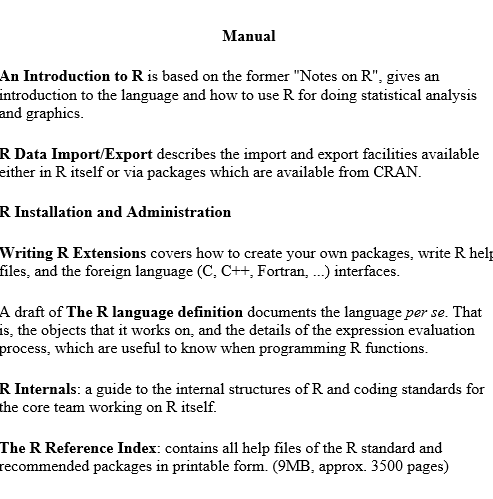 Manual
An Introduction to R is based on the former "Notes on R", gives an
introduction to the language and how to use R for doing statistical analysis
and graphics.
R Data Import/Export describes the import and export facilities available
either in R itself or via packages which are available from CRAN.
R Installation and Administration
Writing R Extensions covers how to create your own packages, write R help
files, and the foreign language (C, C++, Fortran, ...) interfaces.
A draft of The R language definition documents the language per se. That
is, the objects that it works on, and the details of the expression evaluation
process, which are useful to know when programming R functions.
R Internals: a guide to the internal structures of R and coding standards for
the core team working on R itself.
The R Reference Index: contains all help files of the R standard and
recommended packages in printable form. (9MB, approx. 3500 pages)